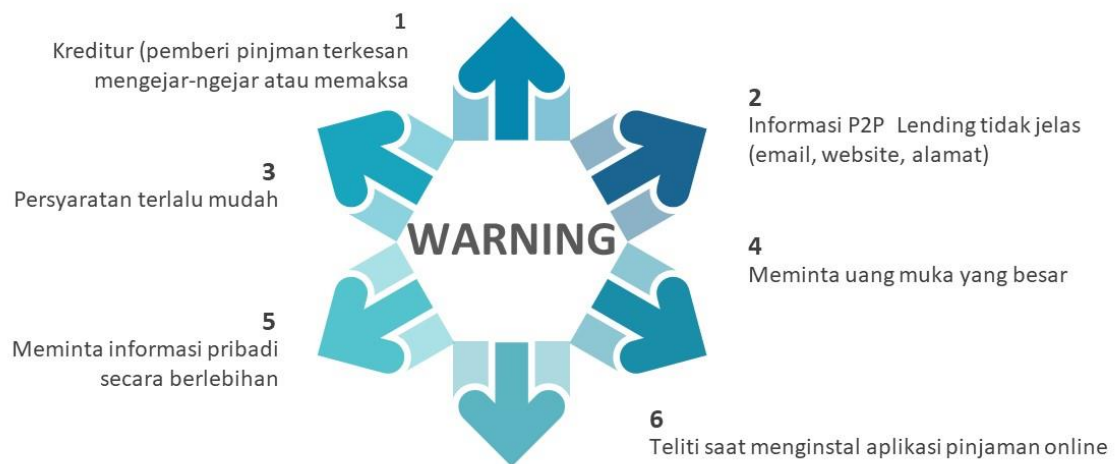 1
Kreditur (pemberi pinjman terkesan
mengejar-ngejar atau memaksa
2
Informasi P2P Lending tidak jelas
(email, website, alamat)
3
Persyaratan terlalu mudah
WARNING
4
Meminta uang muka yang besar
5
Meminta informasi pribadi
secara berlebihan
6
Teliti saat menginstal aplikasi pinjaman online